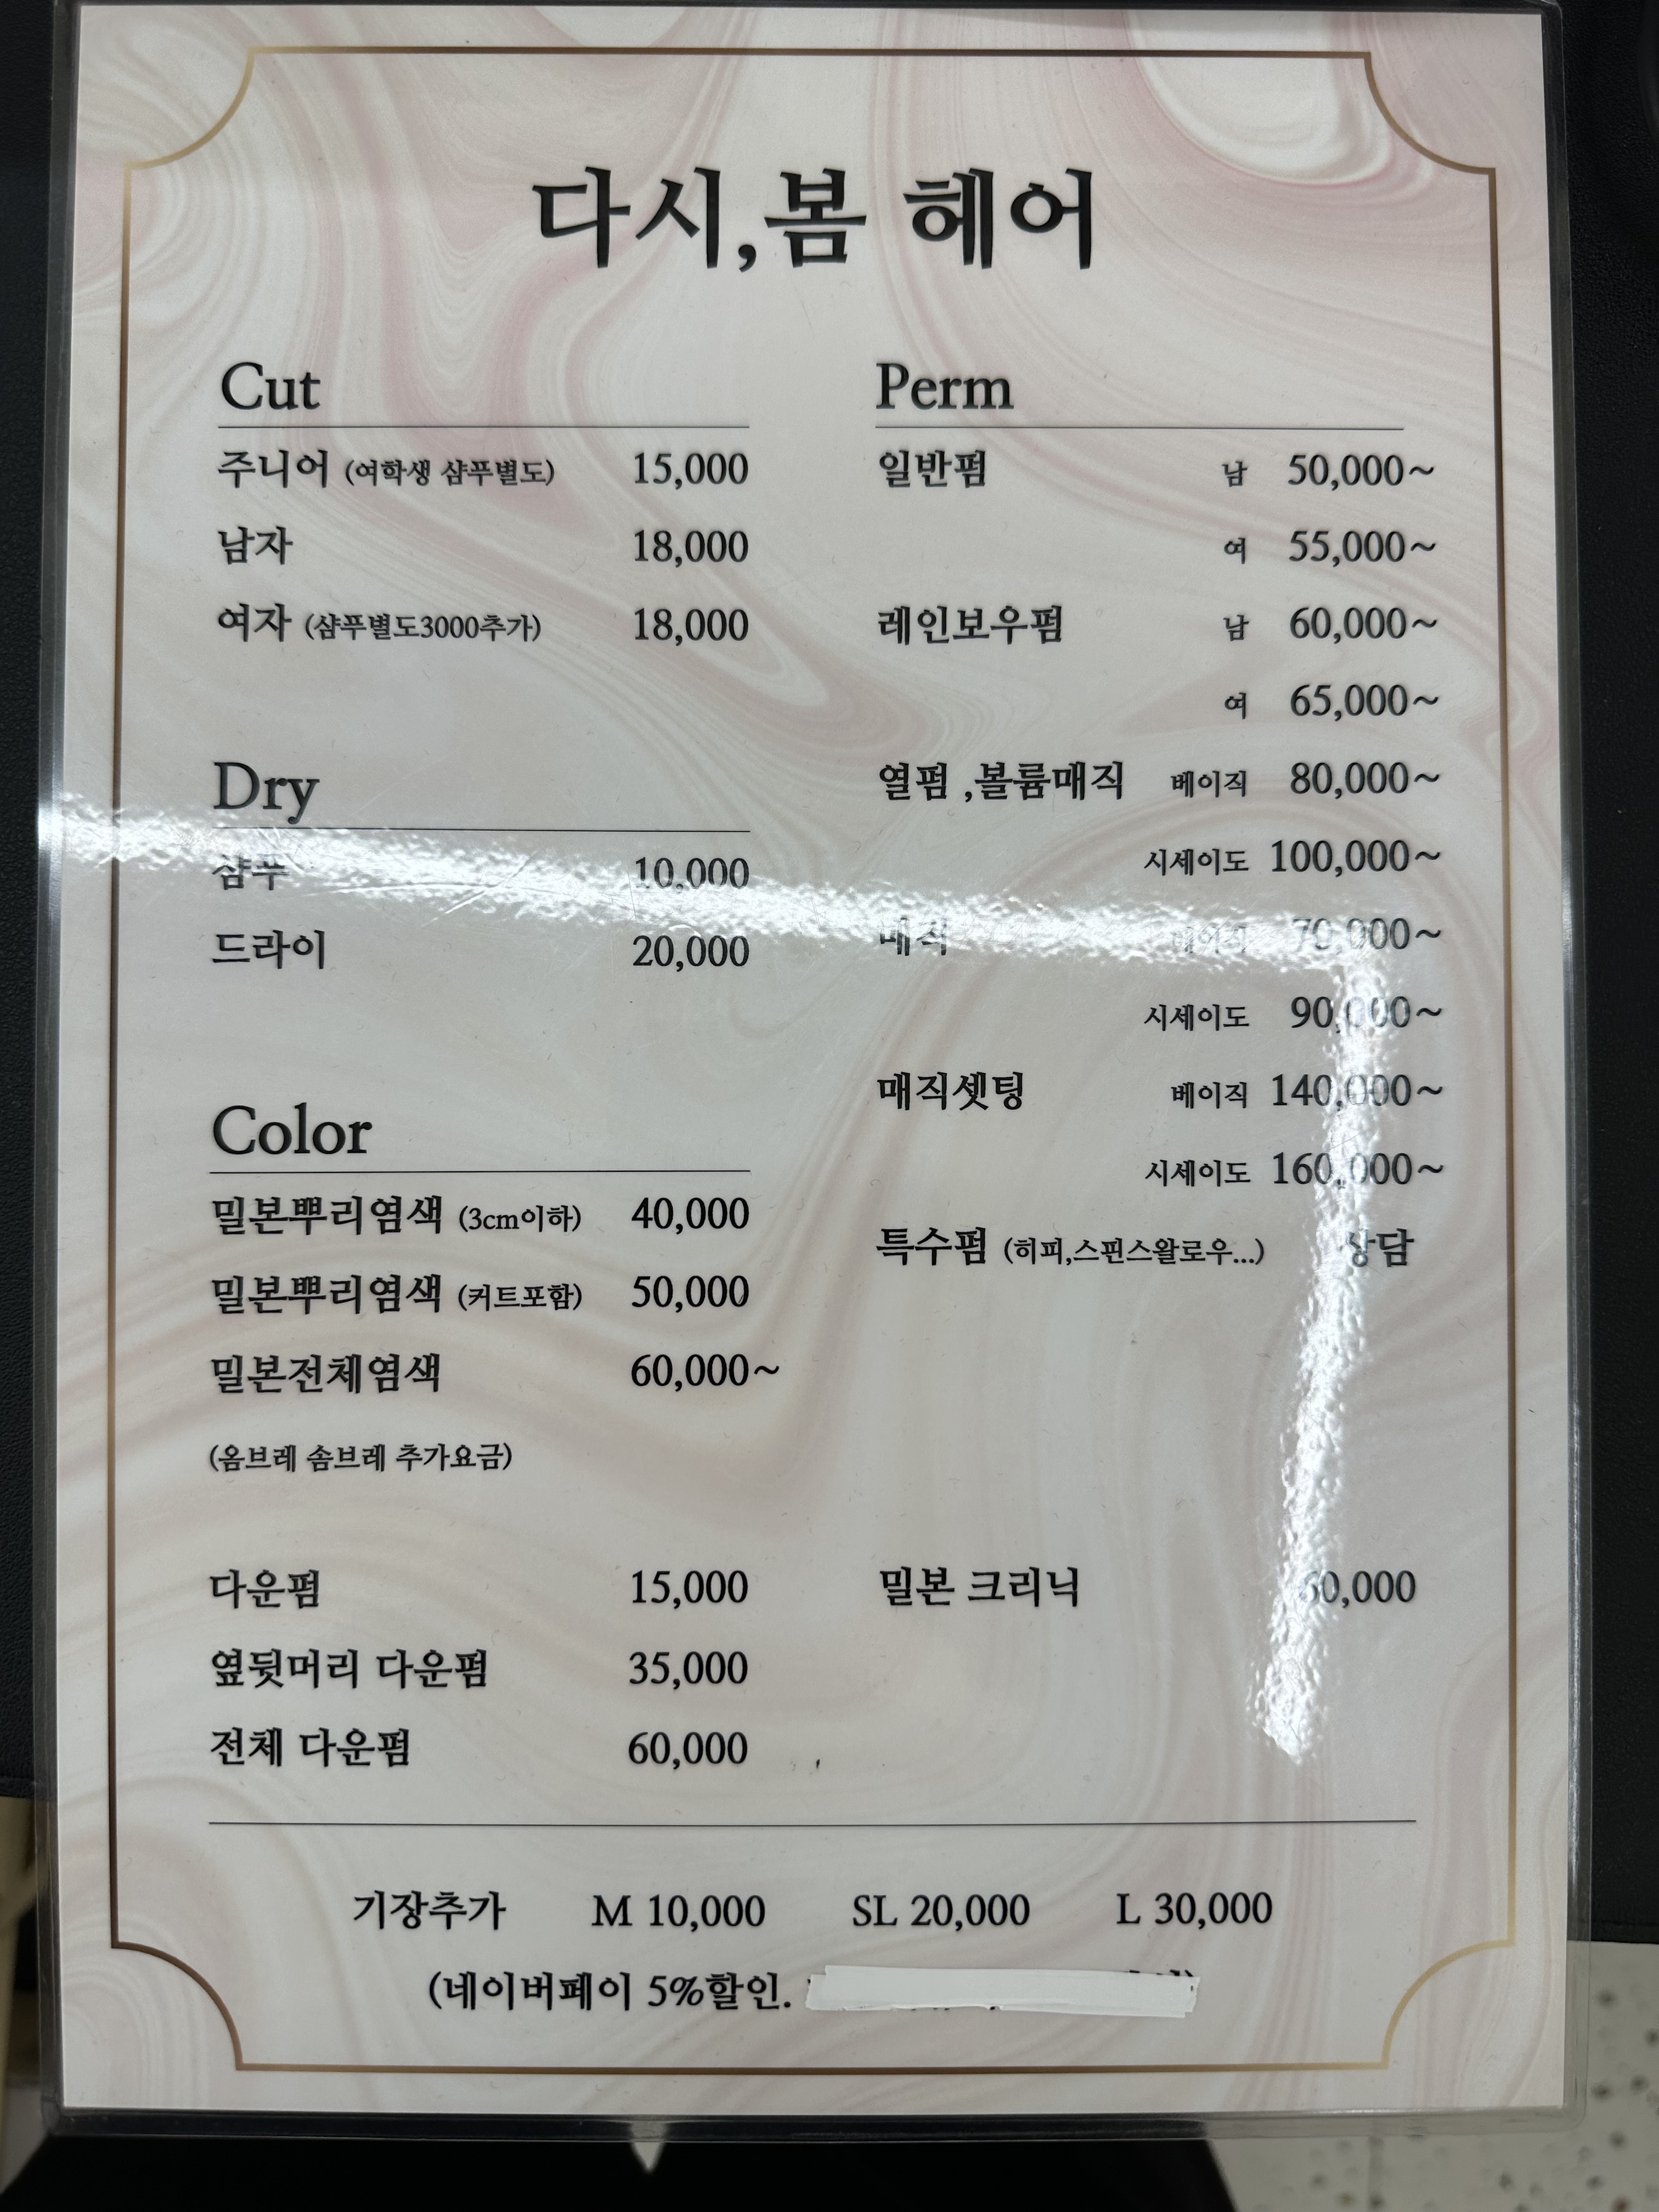 다시,봄 헤어
Cut
주니어 (여학생 샴푸별도) 15,000
남자 18,000
여자 (샴푸별도3000추가) 18,000
Dry
샴푸 10,000
드라이 20,000
Color
밀본뿌리염색 (3cm이하) 40,000
밀본뿌리염색 (커트포함) 50,000
밀본전체염색 60,000~
(옴브레 솜브레 추가요금)
다운펌 15,000
옆뒷머리 다운펌 35,000
전체 다운펌 60,000
Perm
일반펌 남 50,000~
여 55,000~
레인보우펌 남 60,000~
여 65,000~
열펌 ,볼륨매직 베이직 80,000~
시세이도 100,000~
매직 베이직 70,000~
시세이도 90,000~
매직셋팅 베이직 140,000~
시세이도 160,000~
특수펌 (히피,스핀스왈로우...) 상담
밀본 크리닉
기장추가 M 10,000 SL 20,000 L 30,000
(네이버페이 5%할인.